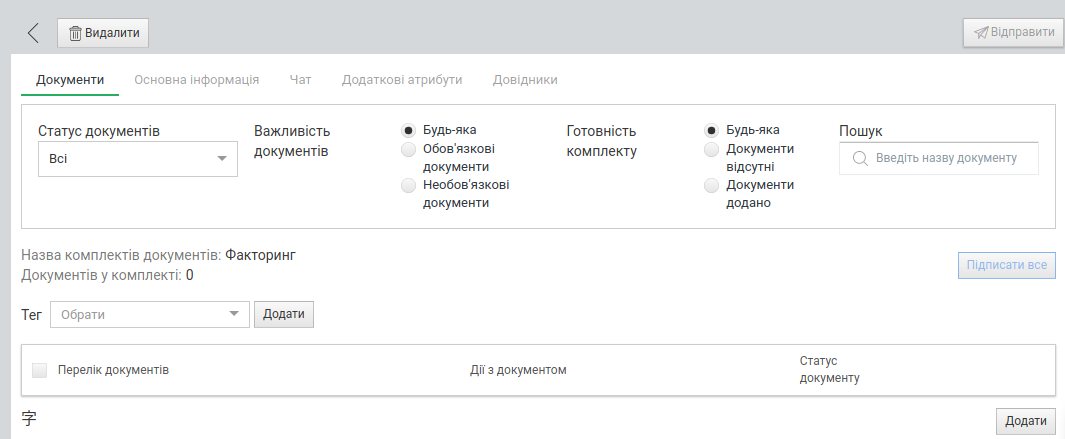 Видалити
Відправити
Документи Основна інформація Чат Додаткові атрибути Довідники
Статус документів
Всі
Важливість
документів
Будь-яка
Обов'язкові
документи
Необов'язкові
документи
Готовність
комплекту
Будь-яка
Документи
відсутні
Документи
додано
Пошук
Введіть назву документу
Назва комплектів документів: Факторинг
Документів у комплекті: 0
Підписати все
Тег Обрати Додати
Перелік документів
Дії з документом
Статус
документу
字
Додати